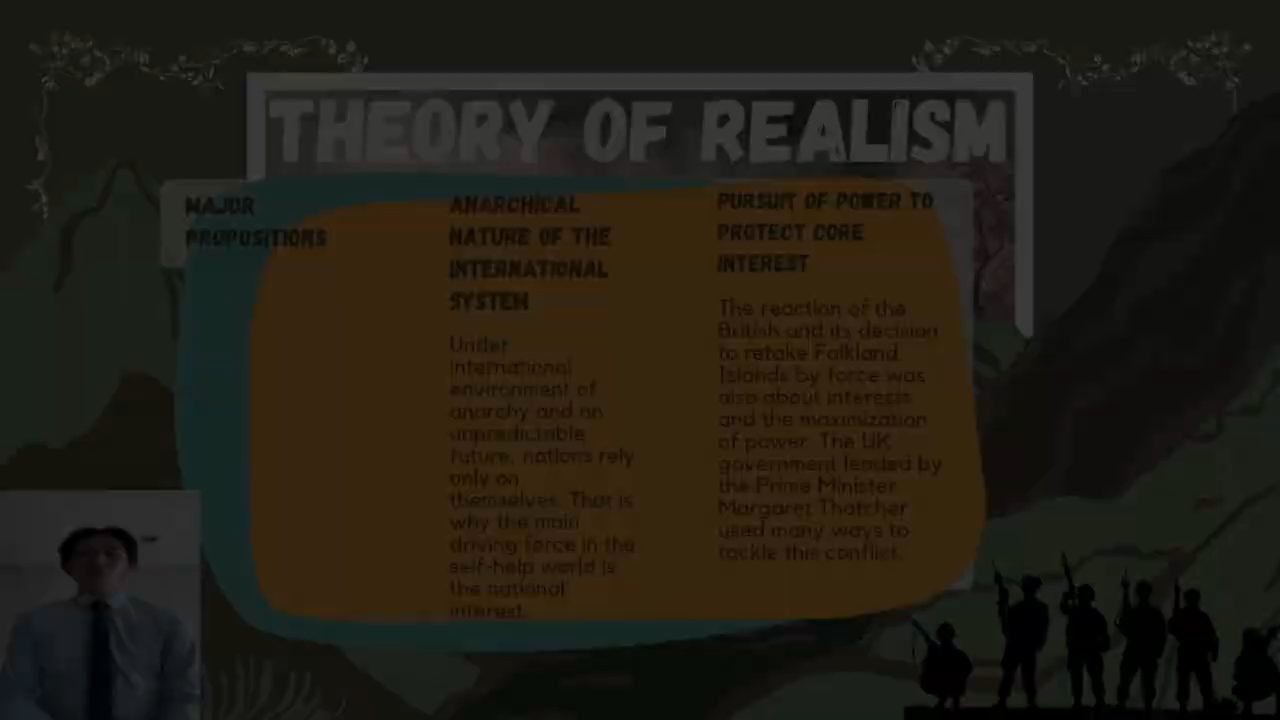 THEORY OF REALISM
MAJOR
PROPOSITIONS
ANARCHICAL
NATURE OF THE
INTERNATIONAL
SYSTEM
Under
international
environment of
anarchy and an
unpredictable
future, nations rely
only on
themselves. That is
why the main
driving force in the
self-help world is
the national
interest.
PURSUIT OF POWER TO
PROTECT CORE
INTEREST
The reaction of the
British and its decision
to retake Falkland
Islands by force was
also about interests
and the maximization
of power. The UK
government leaded by
the Prime Minister
Margaret Thatcher
used many ways to
tackle this conflict.